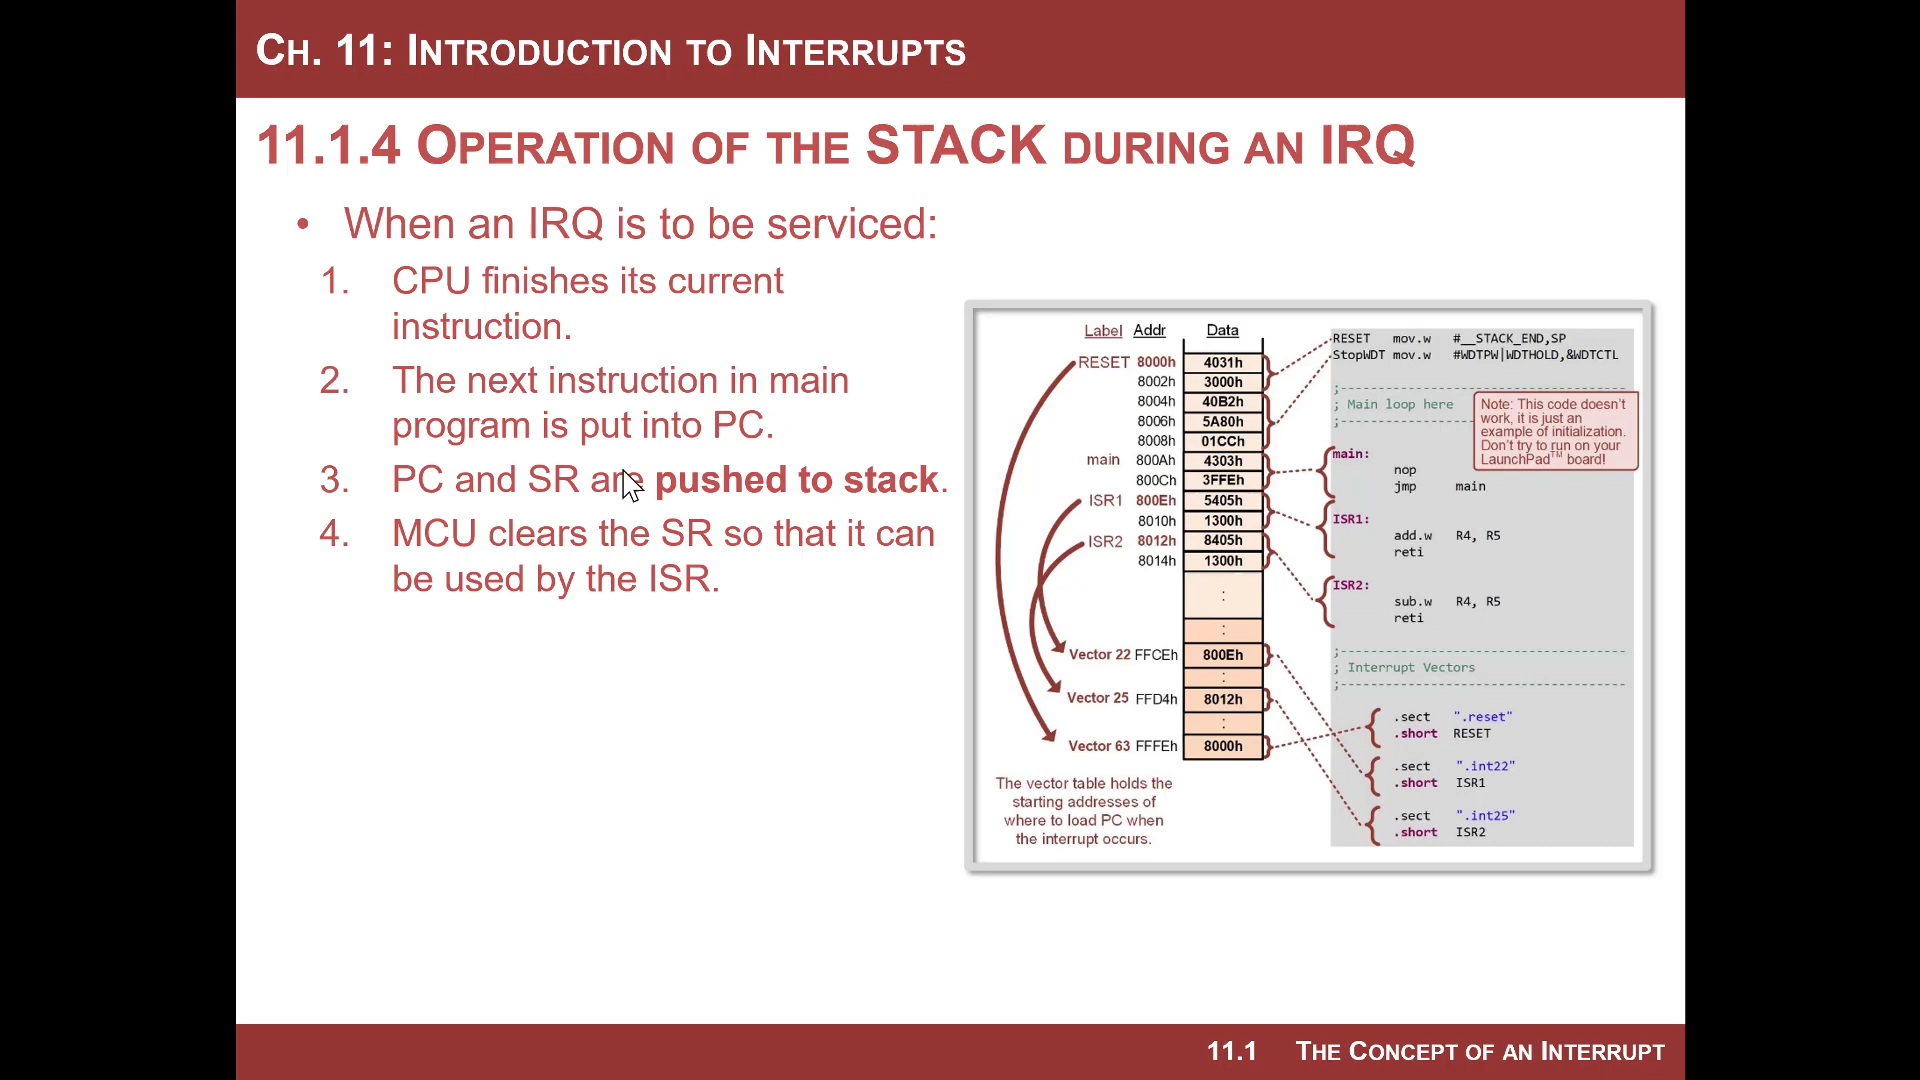 CH. 11: INTRODUCTION TO INTERRUPTS
11.1.4 OPERATION OF THE STACK DURING AN IRQ
• When an IRQ is to be serviced:
1. CPU finishes its current
instruction.
2. The next instruction in main
program is put into PC.
3. PC and SR are pushed to stack.
4. MCU clears the SR so that it can
be used by the ISR.
Label Addr Data
RESET 8000h 4031h
8002h 3000h
8004h 40B2h
8006h 5A80h
8008h 01CCh
main 800Ah 4303h
800Ch 3FFEh
ISR1 800Eh 5405h
8010h 1300h
ISR2 8012h 8405h
8014h 1300h
:
:
Vector 22 FFCEh 800Eh
:
Vector 25 FFD4h 8012h
:
Vector 63 FFFEh 8000h
The vector table holds the
starting addresses of
where to load PC when
the interrupt occurs.
RESET mov.w #__STACK_END,SP
StopWDT mov.w #WDTPW|WDTHOLD,&WDTCTL
;-------------------------------------
; Main loop here
;-------------------------------------
Note: This code doesn't
work, it is just an
example of initialization.
Don't try to run on your
LaunchPad™ board!
main:
nop
jmp main
ISR1:
add.w R4, R5
reti
ISR2:
sub.w R4, R5
reti
;-------------------------------------
; Interrupt Vectors
;-------------------------------------
.sect ".reset"
.short RESET
.sect ".int22"
.short ISR1
.sect ".int25"
.short ISR2
11.1 THE CONCEPT OF AN INTERRUPT